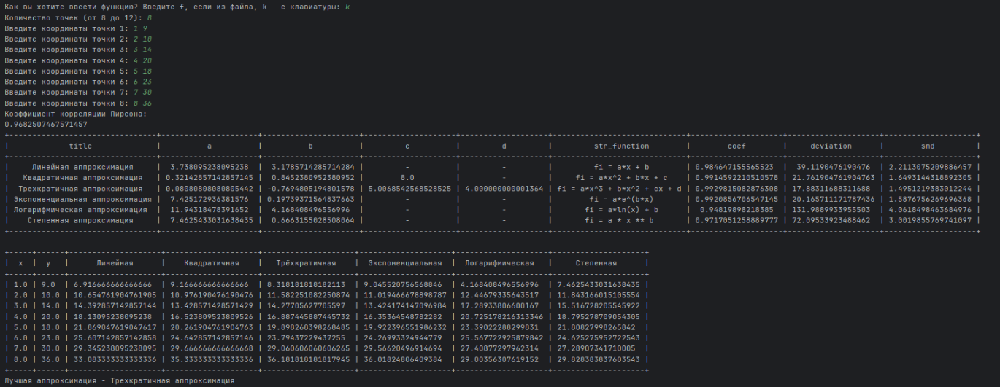 Как вы хотите ввести функцию? Введите f, если из файла, k - с клавиатуры: k
Количество точек (от 8 до 12): 8
Введите координаты точки 1: 1 9
Введите координаты точки 2: 2 10
Введите координаты точки 3: 3 14
Введите координаты точки 4: 4 20
Введите координаты точки 5: 5 18
Введите координаты точки 6: 6 23
Введите координаты точки 7: 7 30
Введите координаты точки 8: 8 36
Коэффициент корреляции Пирсона:
0.9682507467571457
| title | a | b | c | d | str_function | coef | deviation | smd |
| Линейная аппроксимация | 3.738095238095238 | 3.1785714285714284 | - | - | fi = a*x + b | 0.984647155565523 | 39.11904761190476 | 2.2113075209886457 |
| Квадратичная аппроксимация | 0.32142857142857145 | 0.8452380952380952 | 8.0 | - | fi = a*x^2 + b*x + c | 0.9914592210510578 | 21.761904761904763 | 1.6493144318892305 |
| Трехкратичная аппроксимация | 0.08080808080805442 | -0.7694805194801578 | 5.0068542568528525 | 4.000000000001364 | fi = a*x^3 + b*x^2 + cx + d | 0.9929815082876308 | 17.88311688311688 | 1.4951219383012244 |
| Экспоненциальная аппроксимация | 7.425172936381576 | 0.19739371564837663 | - | - | fi = a*e^(b*x) | 0.9920856706547145 | 20.165711171787436 | 1.5876756269696368 |
| Логарифмическая аппроксимация | 11.94318478391652 | 4.168408496556996 | - | - | fi = a*ln(x) + b | 0.94819898218385 | 131.9889933955503 | 4.0618498463684976 |
| Степенная аппроксимация | 7.4625433031638435 | 0.6663155028508064 | - | - | fi = a * x ** b | 0.9717051258889777 | 72.09533923488462 | 3.0019855769741097 |
| x | y | Линейная | Квадратичная | Трёхкратичная | Экспоненциальная | Логарифмическая | Степенная |
| 1.0 | 9.0 | 6.916666666666666 | 9.166666666666666 | 8.318181818182113 | 9.045520756568846 | 4.168408496556996 | 7.4625433031638435 |
| 2.0 | 10.0 | 10.654761904761905 | 10.976190476190476 | 11.582251082250874 | 11.019466678898787 | 12.44679335643517 | 11.843166015105554 |
| 3.0 | 14.0 | 14.392857142857144 | 13.428571428571429 | 14.27705627705597 | 13.424174147096984 | 17.28933806600167 | 15.516728205545922 |
| 4.0 | 20.0 | 18.13095238095238 | 16.523809523809526 | 16.887445887445732 | 16.35364548782282 | 20.725178216313346 | 18.795278709054305 |
| 5.0 | 18.0 | 21.869047619047617 | 20.261904761904763 | 19.898268398268485 | 19.922396551986232 | 23.39022288299831 | 21.80827998265842 |
| 6.0 | 23.0 | 25.607142857142858 | 24.642857142857146 | 23.79437229437255 | 24.26993324944779 | 25.567722925879842 | 24.625275952722543 |
| 7.0 | 30.0 | 29.345238095238095 | 29.666666666666668 | 29.060606060606265 | 29.56620496914694 | 27.40877297962314 | 27.28907341710005 |
| 8.0 | 36.0 | 33.083333333333336 | 35.333333333333336 | 36.181818181817945 | 36.01824806409384 | 29.00356307619152 | 29.828383837603543 |
Лучшая аппроксимация - Трехкратичная аппроксимация